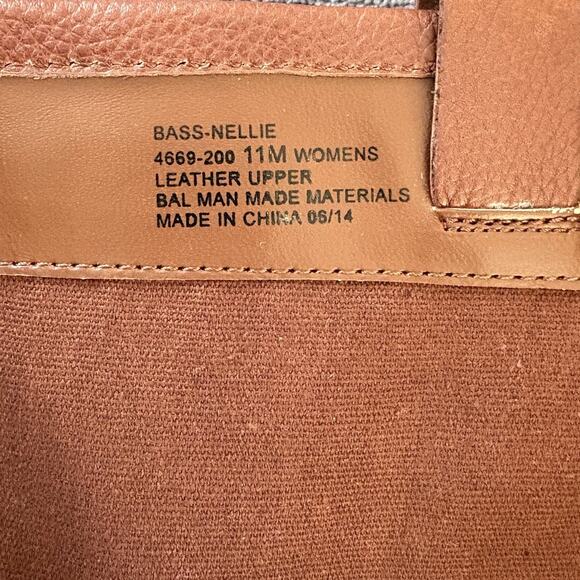 BASS-NELLIE
4669-200 11M WOMENS
LEATHER UPPER
BAL MAN MADE MATERIALS
MADE IN CHINA 06/14